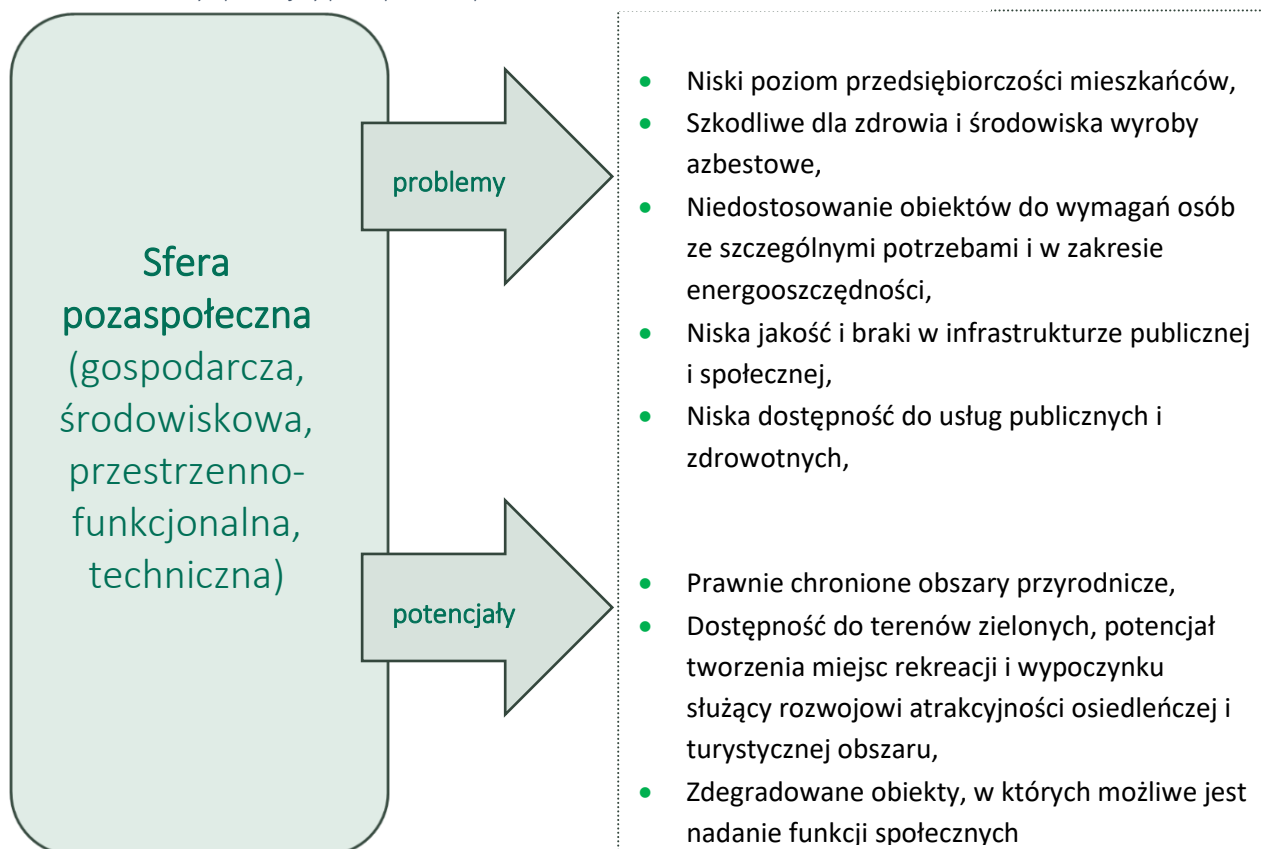 Sfera
pozaspołeczna
(gospodarcza,
środowiskowa,
przestrzenno-
funkcjonalna,
techniczna)
problemy
• Niski poziom przedsiębiorczości mieszkańców,
• Szkodliwe dla zdrowia i środowiska wyroby
azbestowe,
• Niedostosowanie obiektów do wymagań osób
ze szczególnymi potrzebami i w zakresie
energooszczędności,
• Niska jakość i braki w infrastrukturze publicznej
i społecznej,
• Niska dostępność do usług publicznych i
zdrowotnych,
potencjały
• Prawnie chronione obszary przyrodnicze,
• Dostępność do terenów zielonych, potencjał
tworzenia miejsc rekreacji i wypoczynku
służący rozwojowi atrakcyjności osiedleńczej i
turystycznej obszaru,
• Zdegradowane obiekty, w których możliwe jest
nadanie funkcji społecznych